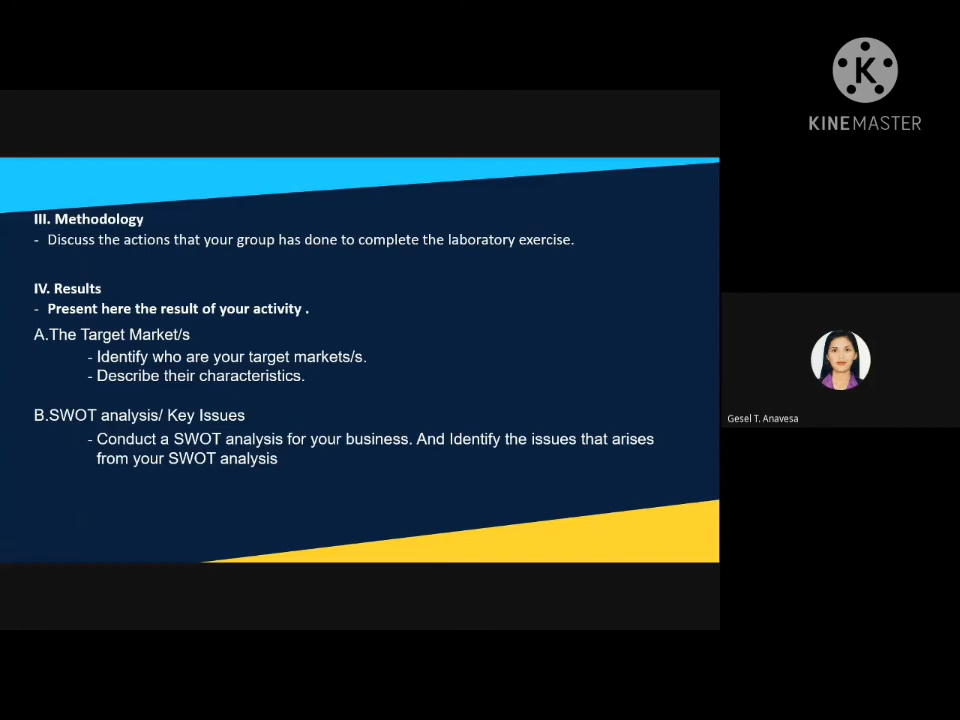 KINEMASTER
III. Methodology
- Discuss the actions that your group has done to complete the laboratory exercise.
IV. Results
- Present here the result of your activity .
A.The Target Market/s
- Identify who are your target markets/s.
- Describe their characteristics.
B.SWOT analysis/ Key Issues
- Conduct a SWOT analysis for your business. And Identify the issues that arises
from your SWOT analysis
Gesel T. Anavesa